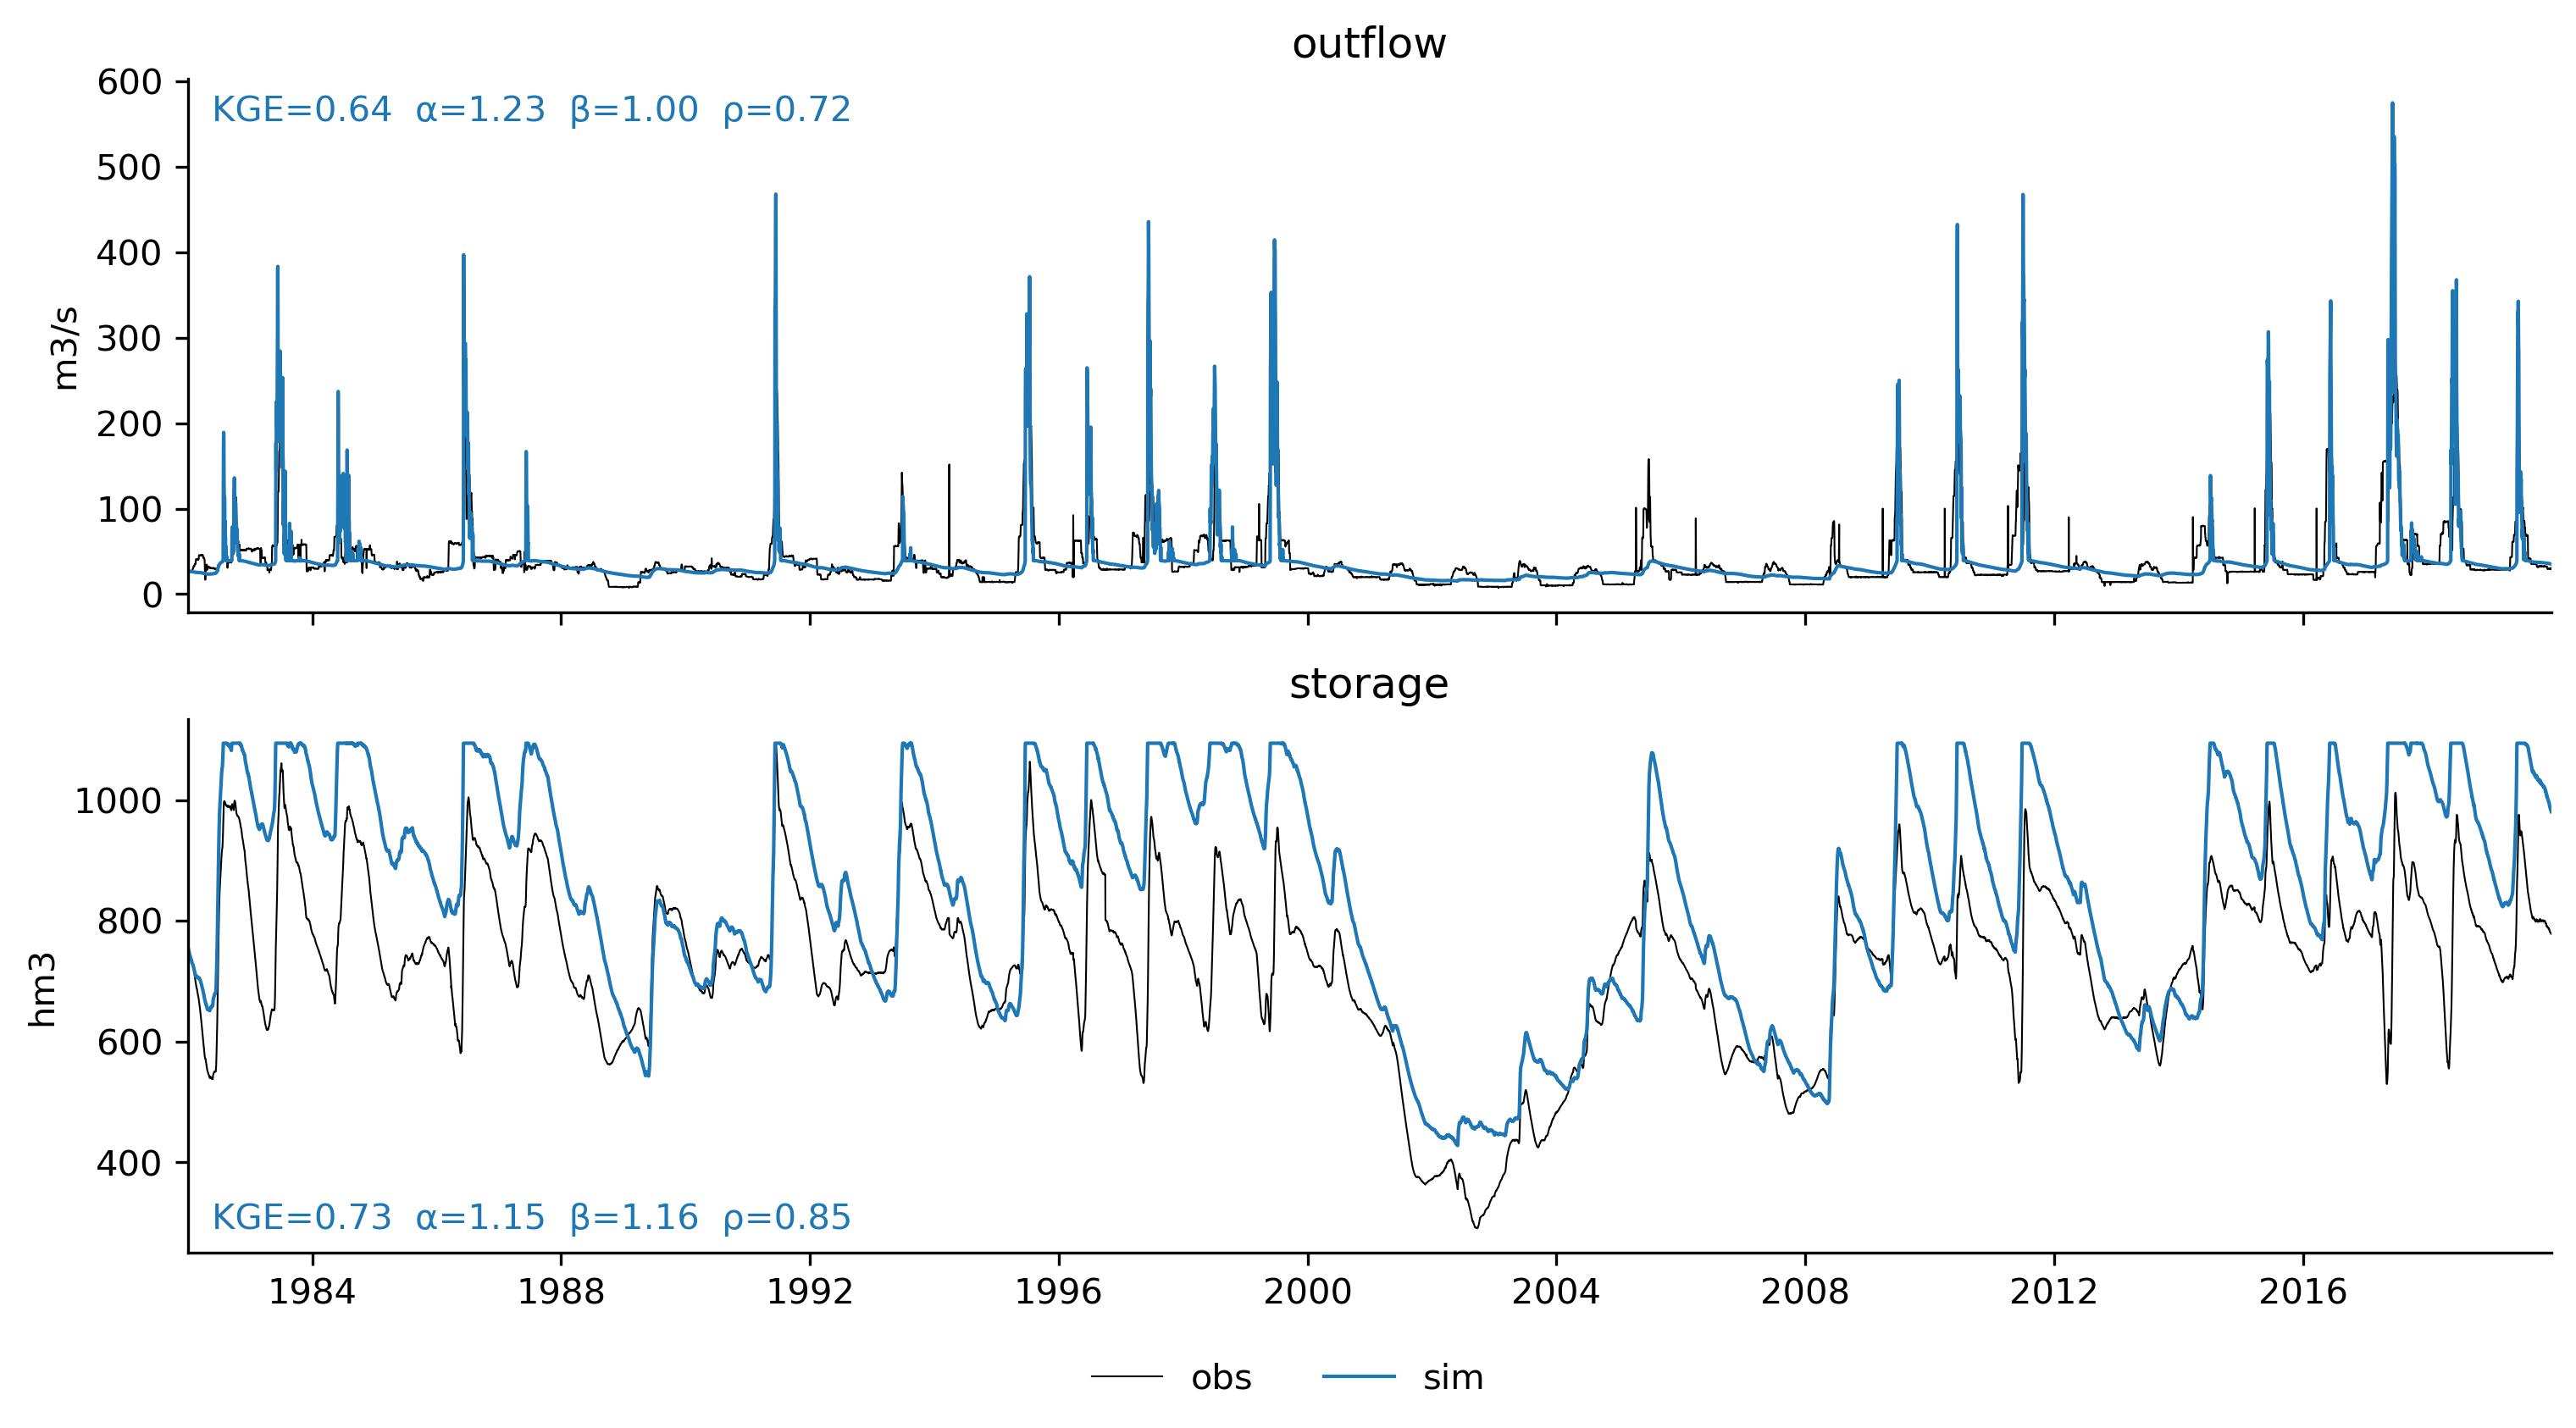 outflow
600
KGE=0.64 α=1.23 β=1.00 ρ=0.72
500
400
300
m3/s
200
100
0
storage
1000
800
hm3
600
400
KGE=0.73 α=1.15 β=1.16 ρ=0.85
1984 1988 1992 1996 2000 2004 2008 2012 2016
obs sim